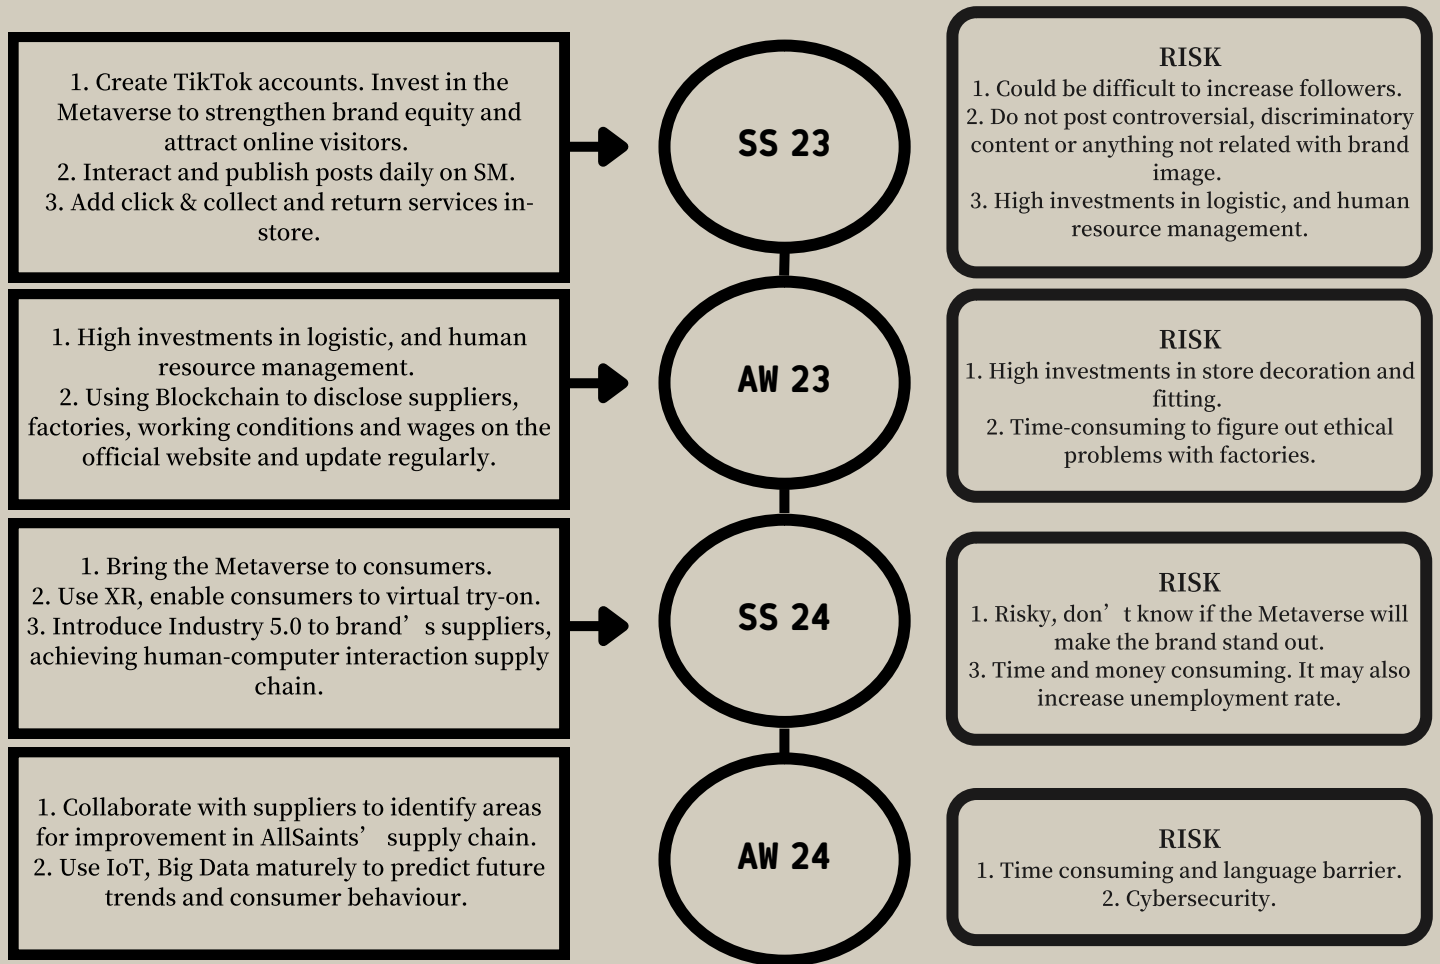 1. Create TikTok accounts. Invest in the
Metaverse to strengthen brand equity and
attract online visitors.
2. Interact and publish posts daily on SM.
3. Add click & collect and return services in-
store.
SS 23
RISK
1. Could be difficult to increase followers.
2. Do not post controversial, discriminatory
content or anything not related with brand
image.
3. High investments in logistic, and human
resource management.
1. High investments in logistic, and human
resource management.
2. Using Blockchain to disclose suppliers,
factories, working conditions and wages on the
official website and update regularly.
AW 23
RISK
1. High investments in store decoration and
fitting.
2. Time-consuming to figure out ethical
problems with factories.
1. Bring the Metaverse to consumers.
2. Use XR, enable consumers to virtual try-on.
3. Introduce Industry 5.0 to brand’s suppliers,
achieving human-computer interaction supply
chain.
SS 24
RISK
1. Risky, don’t know if the Metaverse will
make the brand stand out.
3. Time and money consuming. It may also
increase unemployment rate.
1. Collaborate with suppliers to identify areas
for improvement in AllSaints’ supply chain.
2. Use IoT, Big Data maturely to predict future
trends and consumer behaviour.
AW 24
RISK
1. Time consuming and language barrier.
2. Cybersecurity.